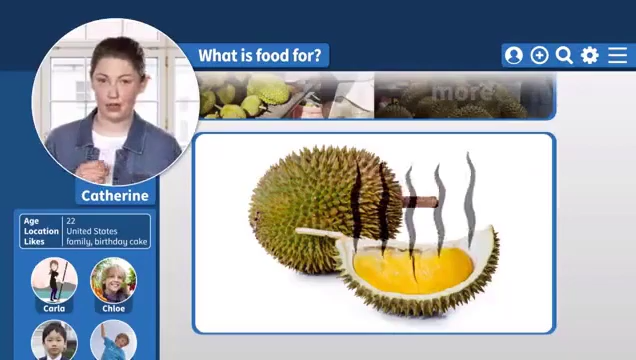 What is food for?
more
Catherine
Age 22
Location United States
Likes family, birthday cake
Carla
Chloe